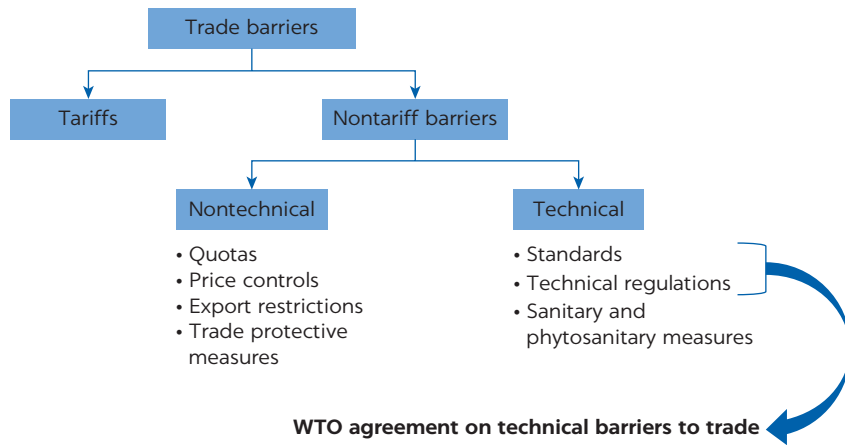 Trade barriers
Tariffs
Nontariff barriers
Nontechnical
• Quotas
• Price controls
• Export restrictions
• Trade protective
measures
Technical
• Standards
• Technical regulations
• Sanitary and
phytosanitary measures
WTO agreement on technical barriers to trade